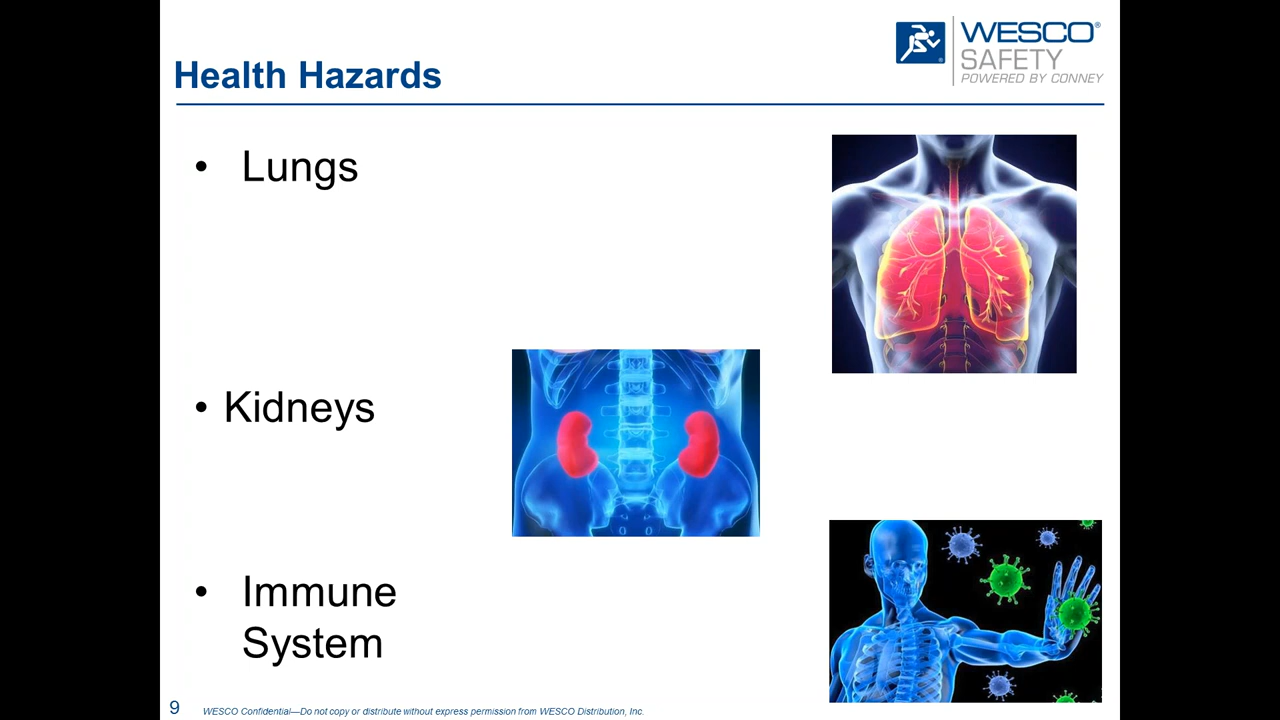 WESCO®
SAFETY
POWERED BY CONNEY
Health Hazards
• Lungs
• Kidneys
• Immune
System
9
WESCO Confidential—Do not copy or distribute without express permission from WESCO Distribution, Inc.